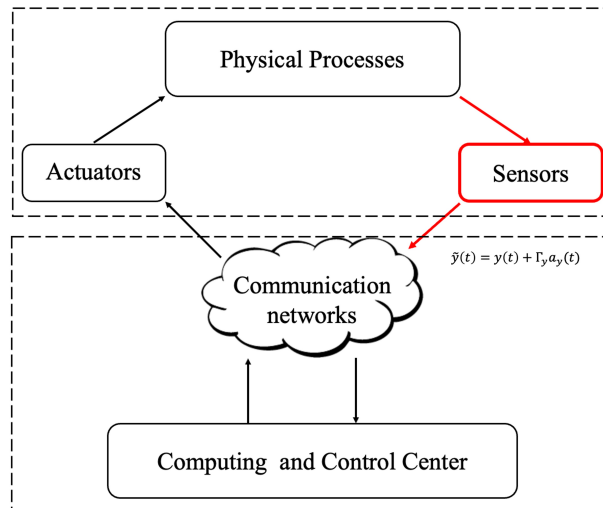 Physical Processes
Actuators
Sensors
ỹ(t) = y(t) + Γ_y a_y(t)
Communication
networks
Computing and Control Center